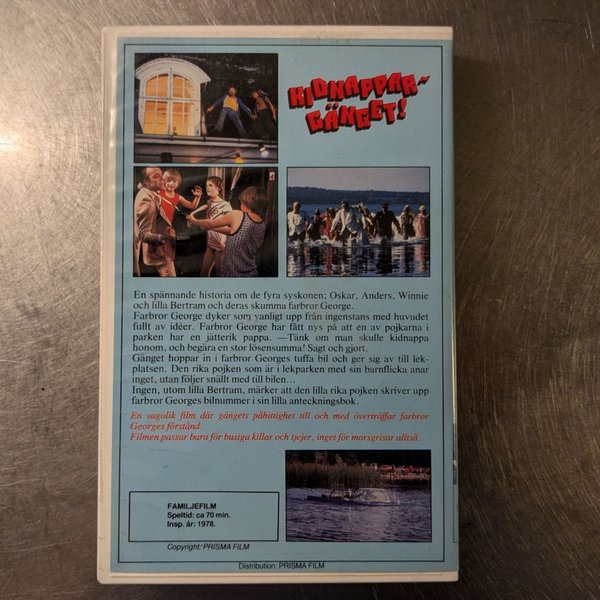 KIDNAPPAR-
GÄNGET!
En spännande historia om de fyra syskonen; Oskar, Anders, Winnie
och lilla Bertram och deras skumma farbror George.
Farbror George dyker som vanligt upp från ingenstans med huvudet
fullt av idéer. Farbror George har fått nys på att en av pojkarna i
parken har en jätterik pappa. —Tänk om man skulle kidnappa
honom, och begära en stor lösensumma! Sagt och gjort.
Gänget hoppar in i farbror Georges tuffa bil och ger sig av till lek-
platsen. Den rika pojken som är i lekparken med sin barnflicka anar
inget, utan följer snällt med till bilen...
Ingen, utom lilla Bertram, märker att den lilla rika pojken skriver upp
farbror Georges bilnummer i sin lilla anteckningsbok.
En sagolik film där gängets påhittighet till och med överträffar farbror
Georges förstånd.
Filmen passar bara för busiga killar och tjejer, inget för morsgrisar alltså.
FAMILJEFILM
Speltid: ca 70 min.
Insp. år: 1978.
Copyright: PRISMA FILM
Distribution: PRISMA FILM